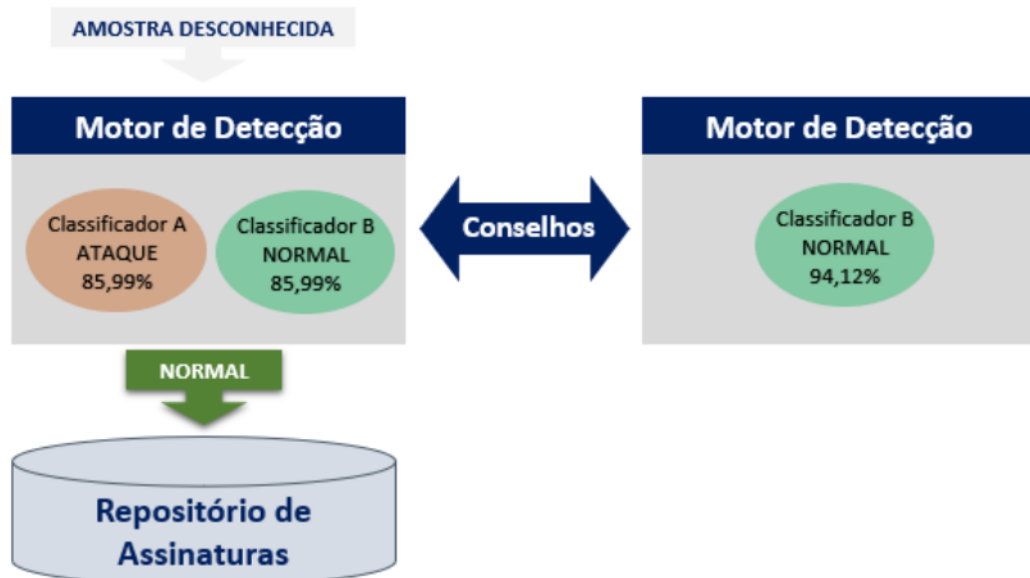 AMOSTRA DESCONHECIDA
Motor de Detecção
Classificador A
ATAQUE
85,99%
Classificador B
NORMAL
85,99%
Conselhos
Motor de Detecção
Classificador B
NORMAL
94,12%
NORMAL
Repositório de
Assinaturas